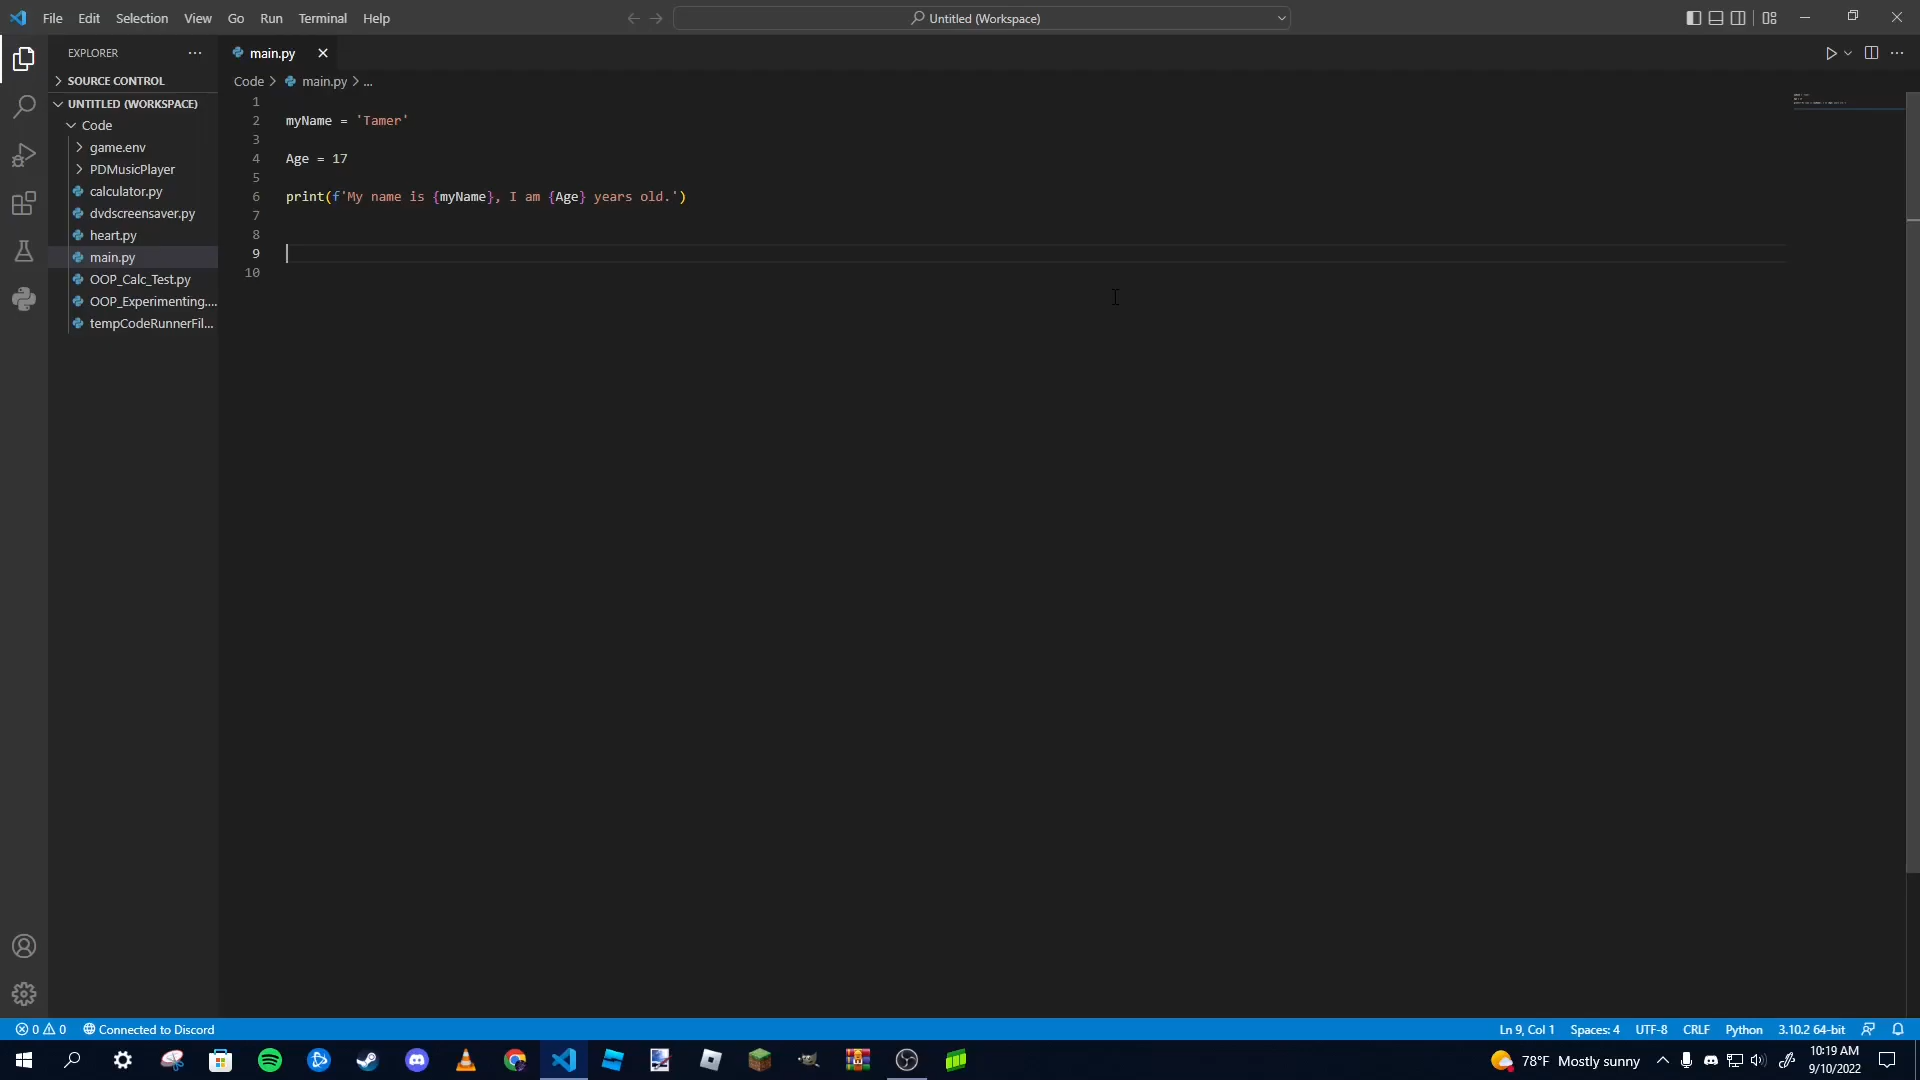 File Edit Selection View Go Run Terminal Help
Untitled (Workspace)
EXPLORER
SOURCE CONTROL
UNTITLED (WORKSPACE)
Code
game.env
PDMusicPlayer
calculator.py
dvdscreensaver.py
heart.py
main.py
OOP_Calc_Test.py
OOP_Experimenting....
tempCodeRunnerFil...
main.py
Code > main.py > ...
1
2 myName = 'Tamer'
3
4 Age = 17
5
6 print(f'My name is {myName}, I am {Age} years old.')
7
8
9
10
0 0 Connected to Discord
Ln 9, Col 1 Spaces: 4 UTF-8 CRLF Python 3.10.2 64-bit
78°F Mostly sunny
10:19 AM
9/10/2022